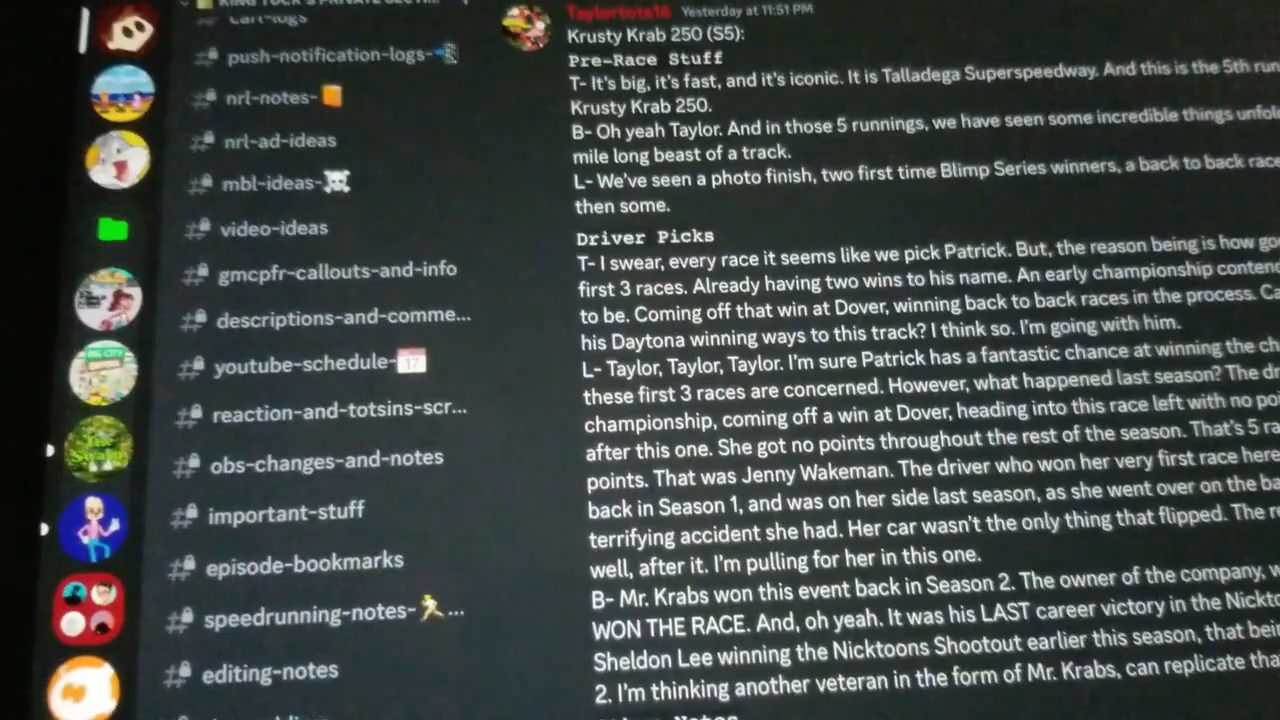 cart-logs
push-notification-logs-
nrl-notes-
nrl-ad-ideas
mbl-ideas-
video-ideas
gmcpfr-callouts-and-info
descriptions-and-comme...
youtube-schedule-
17
reaction-and-totsins-scr...
obs-changes-and-notes
important-stuff
episode-bookmarks
speedrunning-notes- ...
editing-notes
Taylortots16 Yesterday at 11:51 PM
Krusty Krab 250 (S5):
Pre-Race Stuff
T- It's big, it's fast, and it's iconic. It is Talladega Superspeedway. And this is the 5th run
Krusty Krab 250.
B- Oh yeah Taylor. And in those 5 runnings, we have seen some incredible things unfol
mile long beast of a track.
L- We've seen a photo finish, two first time Blimp Series winners, a back to back race
then some.
Driver Picks
T- I swear, every race it seems like we pick Patrick. But, the reason being is how go
first 3 races. Already having two wins to his name. An early championship contend
to be. Coming off that win at Dover, winning back to back races in the process. Ca
his Daytona winning ways to this track? I think so. I'm going with him.
L- Taylor, Taylor, Taylor. I'm sure Patrick has a fantastic chance at winning the ch
these first 3 races are concerned. However, what happened last season? The dr
championship, coming off a win at Dover, heading into this race left with no poi
after this one. She got no points throughout the rest of the season. That's 5 ra
points. That was Jenny Wakeman. The driver who won her very first race here
back in Season 1, and was on her side last season, as she went over on the ba
terrifying accident she had. Her car wasn't the only thing that flipped. The re
well, after it. I'm pulling for her in this one.
B- Mr. Krabs won this event back in Season 2. The owner of the company, w
WON THE RACE. And, oh yeah. It was his LAST career victory in the Nickto
Sheldon Lee winning the Nicktoons Shootout earlier this season, that bein
2. I'm thinking another veteran in the form of Mr. Krabs, can replicate tha